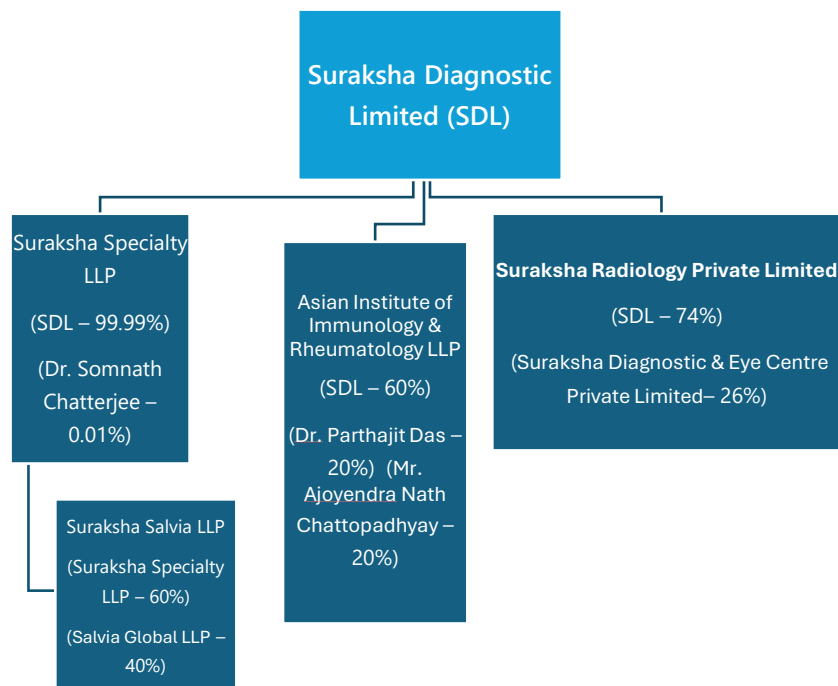 Suraksha Diagnostic
Limited (SDL)
Suraksha Specialty
LLP
(SDL – 99.99%)
(Dr. Somnath
Chatterjee –
0.01%)
Suraksha Salvia LLP
(Suraksha Specialty
LLP – 60%)
(Salvia Global LLP –
40%)
Asian Institute of
Immunology &
Rheumatology LLP
(SDL – 60%)
(Dr. Parthajit Das –
20%) (Mr.
Ajoyendra Nath
Chattopadhyay –
20%)
Suraksha Radiology Private Limited
(SDL – 74%)
(Suraksha Diagnostic & Eye Centre
Private Limited– 26%)